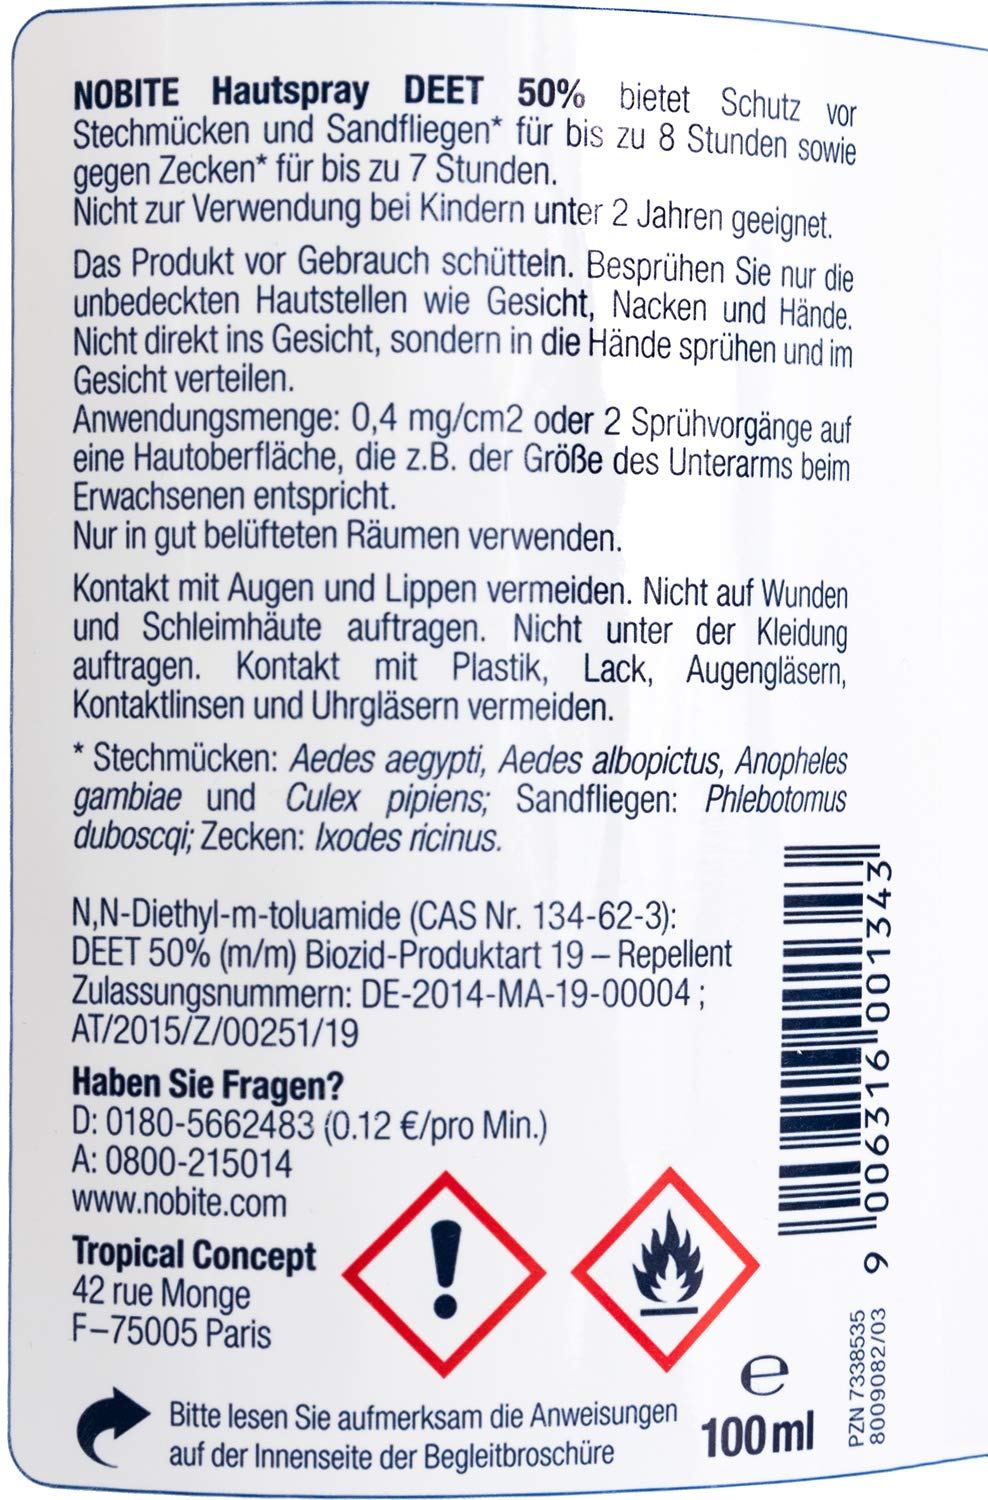 NOBITE Hautspray DEET 50% bietet Schutz vor
Stechmücken und Sandfliegen* für bis zu 8 Stunden sowie
gegen Zecken* für bis zu 7 Stunden.
Nicht zur Verwendung bei Kindern unter 2 Jahren geeignet.
Das Produkt vor Gebrauch schütteln. Besprühen Sie nur die
unbedeckten Hautstellen wie Gesicht, Nacken und Hände.
Nicht direkt ins Gesicht, sondern in die Hände sprühen und im
Gesicht verteilen.
Anwendungsmenge: 0,4 mg/cm2 oder 2 Sprühvorgänge auf
eine Hautoberfläche, die z.B. der Größe des Unterarms beim
Erwachsenen entspricht.
Nur in gut belüfteten Räumen verwenden.
Kontakt mit Augen und Lippen vermeiden. Nicht auf Wunden
und Schleimhäute auftragen. Nicht unter der Kleidung
auftragen. Kontakt mit Plastik, Lack, Augengläsern,
Kontaktlinsen und Uhrgläsern vermeiden.
* Stechmücken: Aedes aegypti, Aedes albopictus, Anopheles
gambiae und Culex pipiens; Sandfliegen: Phlebotomus
duboscqi; Zecken: Ixodes ricinus.
N,N-Diethyl-m-toluamide (CAS Nr. 134-62-3):
DEET 50% (m/m) Biozid-Produktart 19 – Repellent
Zulassungsnummern: DE-2014-MA-19-00004 ;
AT/2015/Z/00251/19
Haben Sie Fragen?
D: 0180-5662483 (0.12 €/pro Min.)
A: 0800-215014
www.nobite.com
Tropical Concept
42 rue Monge
F–75005 Paris
Bitte lesen Sie aufmerksam die Anweisungen
auf der Innenseite der Begleitbroschüre
e
100 ml
9 006316 001343
PZN 7338535
8009082/03